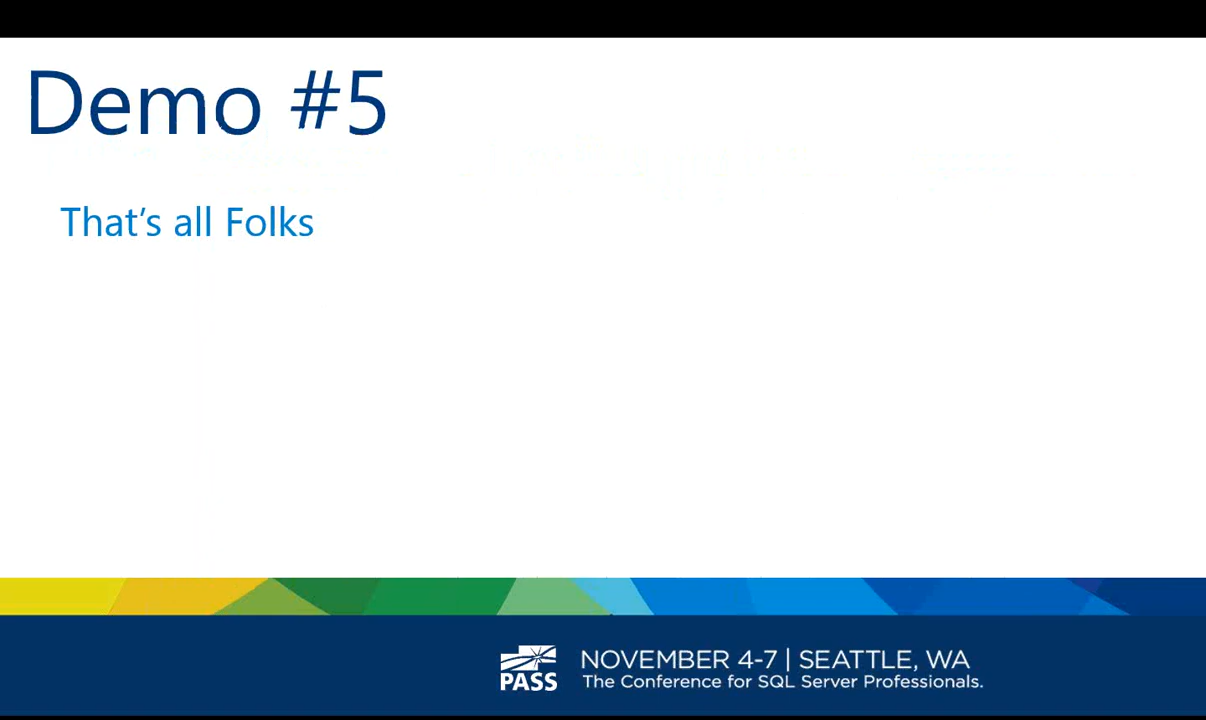 Demo #5
That’s all Folks
PASS
NOVEMBER 4-7 | SEATTLE, WA
The Conference for SQL Server Professionals.